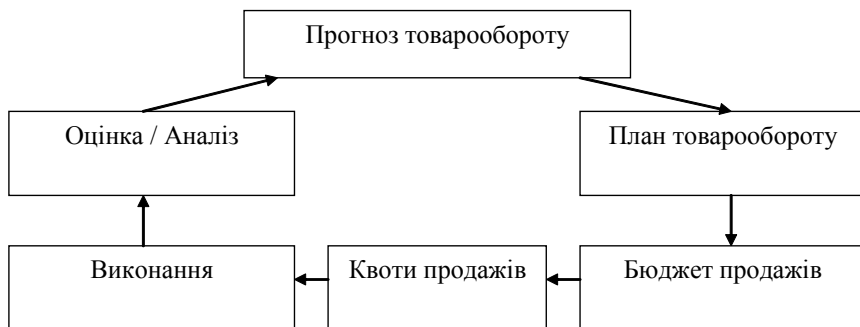 Прогноз товарообороту
Оцінка / Аналіз
План товарообороту
Виконання
Квоти продажів
Бюджет продажів